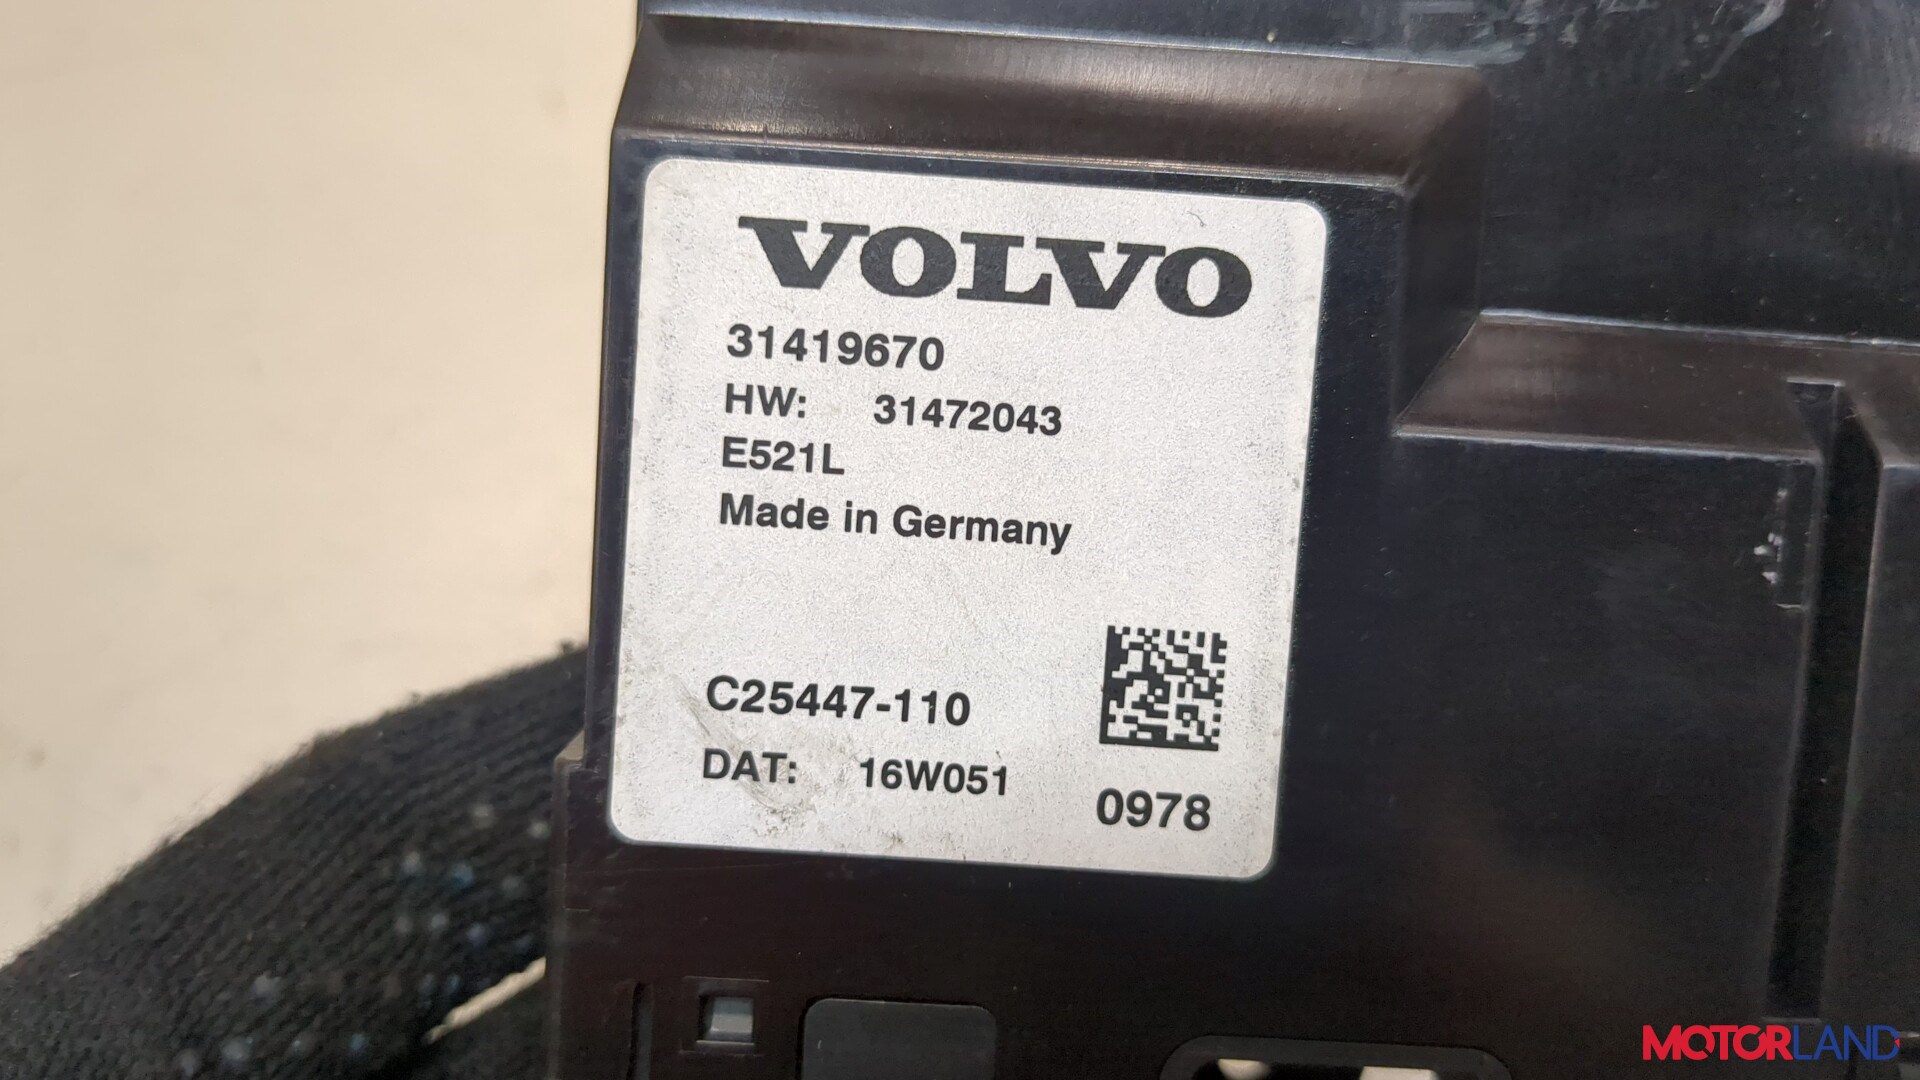 VOLVO
31419670
HW: 31472043
E521L
Made in Germany
C25447-110
DAT: 16W051
0978
MOTORLAND